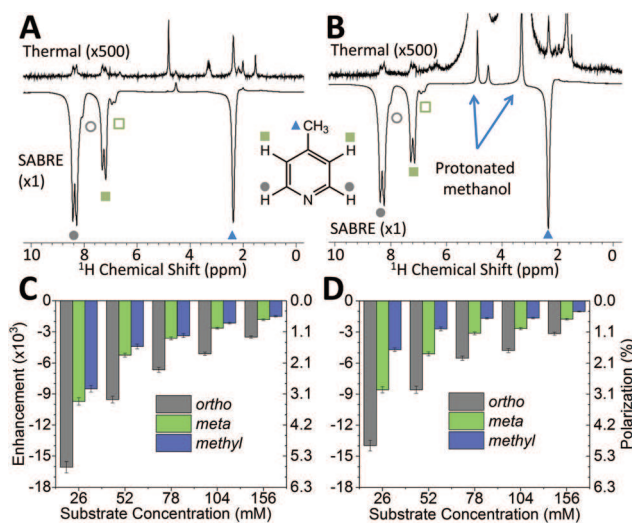 A
Thermal (x500)
SABRE
(x1)
10 8 6 4 2 0
¹H Chemical Shift (ppm)
CH₃
H H
H H
N
B
Thermal (x500)
Protonated
methanol
SABRE (x1)
10 8 6 4 2 0
¹H Chemical Shift (ppm)
C
Enhancement (x10³)
0
-3
-6
-9
-12
-15
-18
ortho
meta
methyl
26 52 78 104 156
Substrate Concentration (mM)
0.0
1.1
2.1
3.2
4.2
5.3
6.3
D
0
-3
-6
-9
-12
-15
-18
ortho
meta
methyl
26 52 78 104 156
Substrate Concentration (mM)
0.0
1.1
2.1
3.1
4.2
5.3
6.3
Polarization (%)